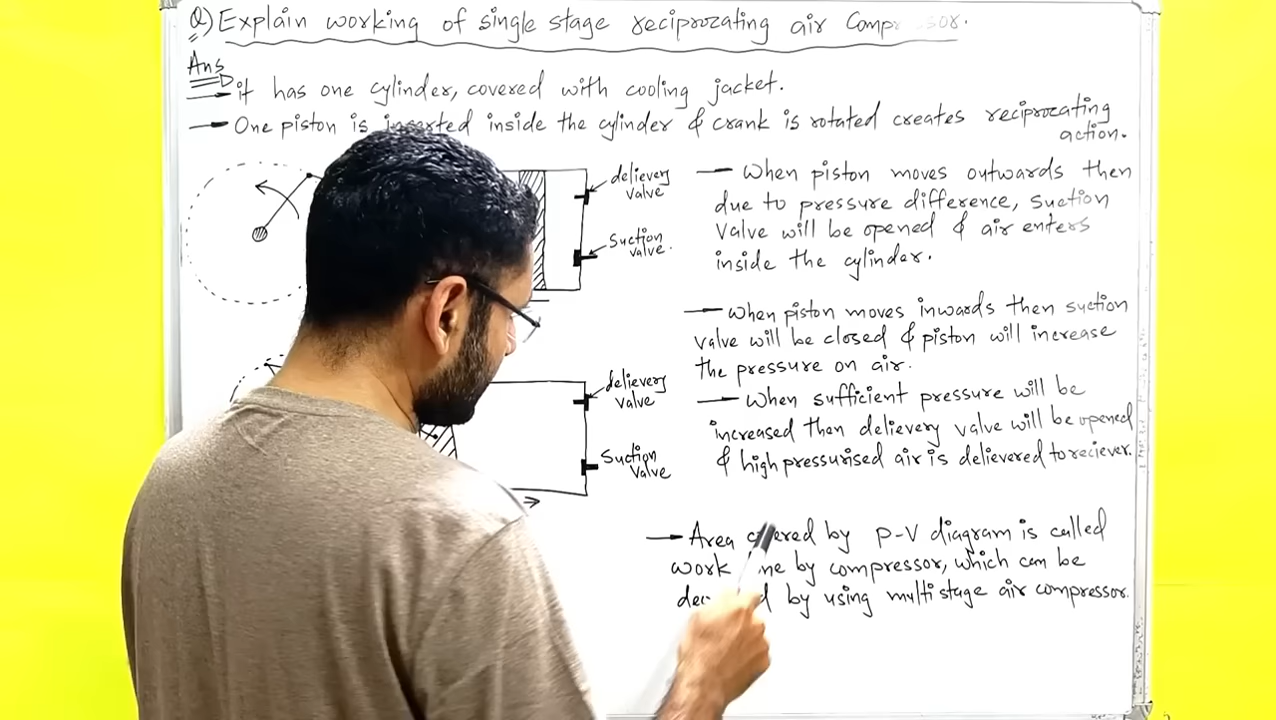 Q) Explain working of single stage reciprozating air Compressor.
Ans
it has one cylinder, covered with cooling jacket.
One piston is inserted inside the cylinder & crank is rotated creates reciprozating
action.
delievery
valve
Suction
valve.
When piston moves outwards then
due to pressure difference, suction
Valve will be opened & air enters
inside the cylinder.
When piston moves inwards then suction
valve will be closed & piston will increase
the pressure on air.
delievery
valve
Suction
Valve
When sufficient pressure will be
increased then delievery valve will be opened
& high pressurised air is delievered to reciever.
Area by P-V diagram is called
work by compressor, which can be
by using multistage air compressor.